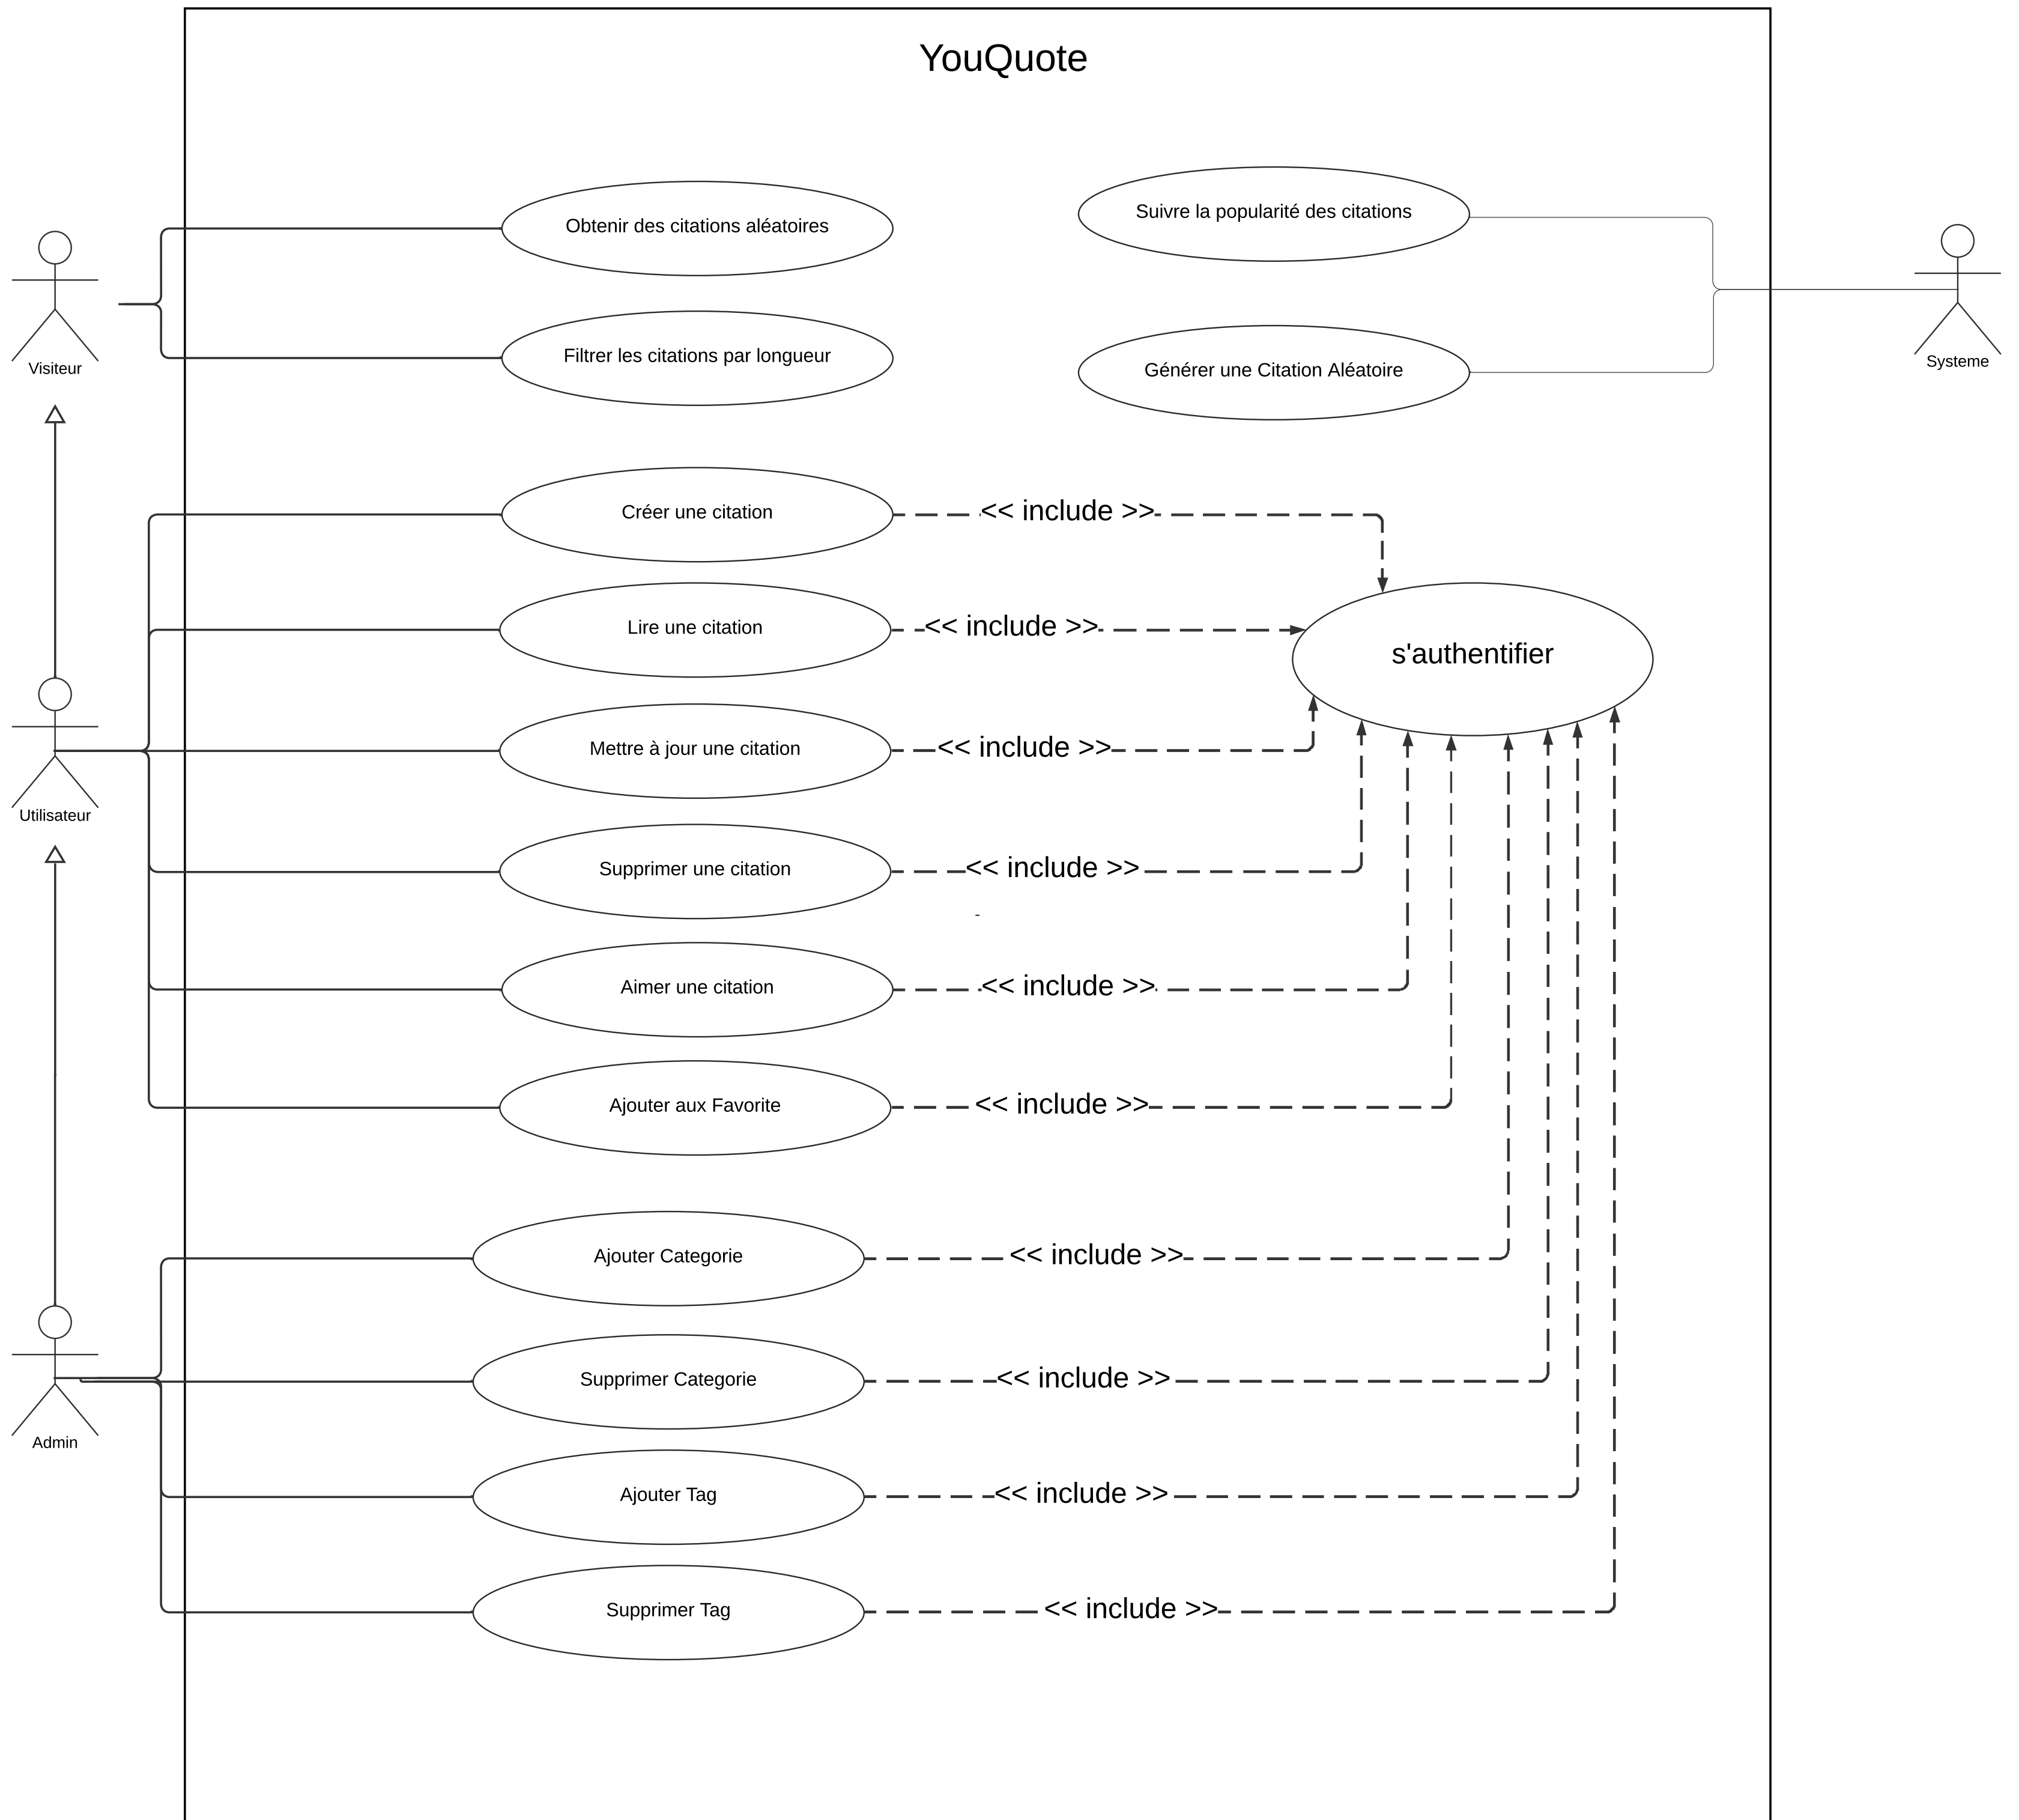 YouQuote
Obtenir des citations aléatoires
Suivre la popularité des citations
Filtrer les citations par longueur
Générer une Citation Aléatoire
Visiteur
Systeme
Créer une citation
<< include >>
Lire une citation
<< include >>
s'authentifier
Mettre à jour une citation
<< include >>
Utilisateur
Supprimer une citation
<< include >>
-
Aimer une citation
<< include >>
Ajouter aux Favorite
<< include >>
Ajouter Categorie
<< include >>
Supprimer Categorie
<< include >>
Admin
Ajouter Tag
<< include >>
Supprimer Tag
<< include >>